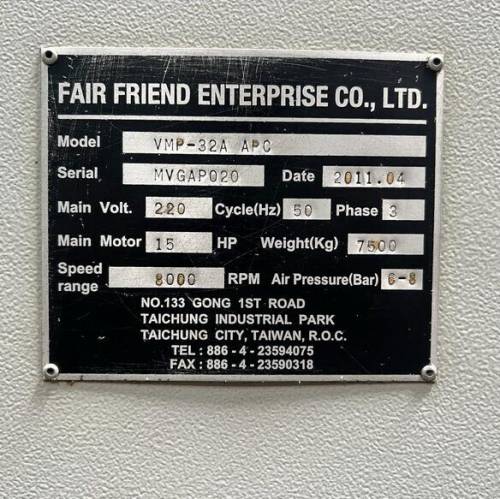 FAIR FRIEND ENTERPRISE CO., LTD.
Model VMP-32A APC
Serial MVGAP020 Date 2011.04
Main Volt. 220 Cycle(Hz) 50 Phase 3
Main Motor 15 HP Weight(Kg) 7500
Speed range 8000 RPM Air Pressure(Bar) 6-8
NO.133 GONG 1ST ROAD
TAICHUNG INDUSTRIAL PARK
TAICHUNG CITY, TAIWAN, R.O.C.
TEL : 886 - 4 - 23594075
FAX : 886 - 4 - 23590318